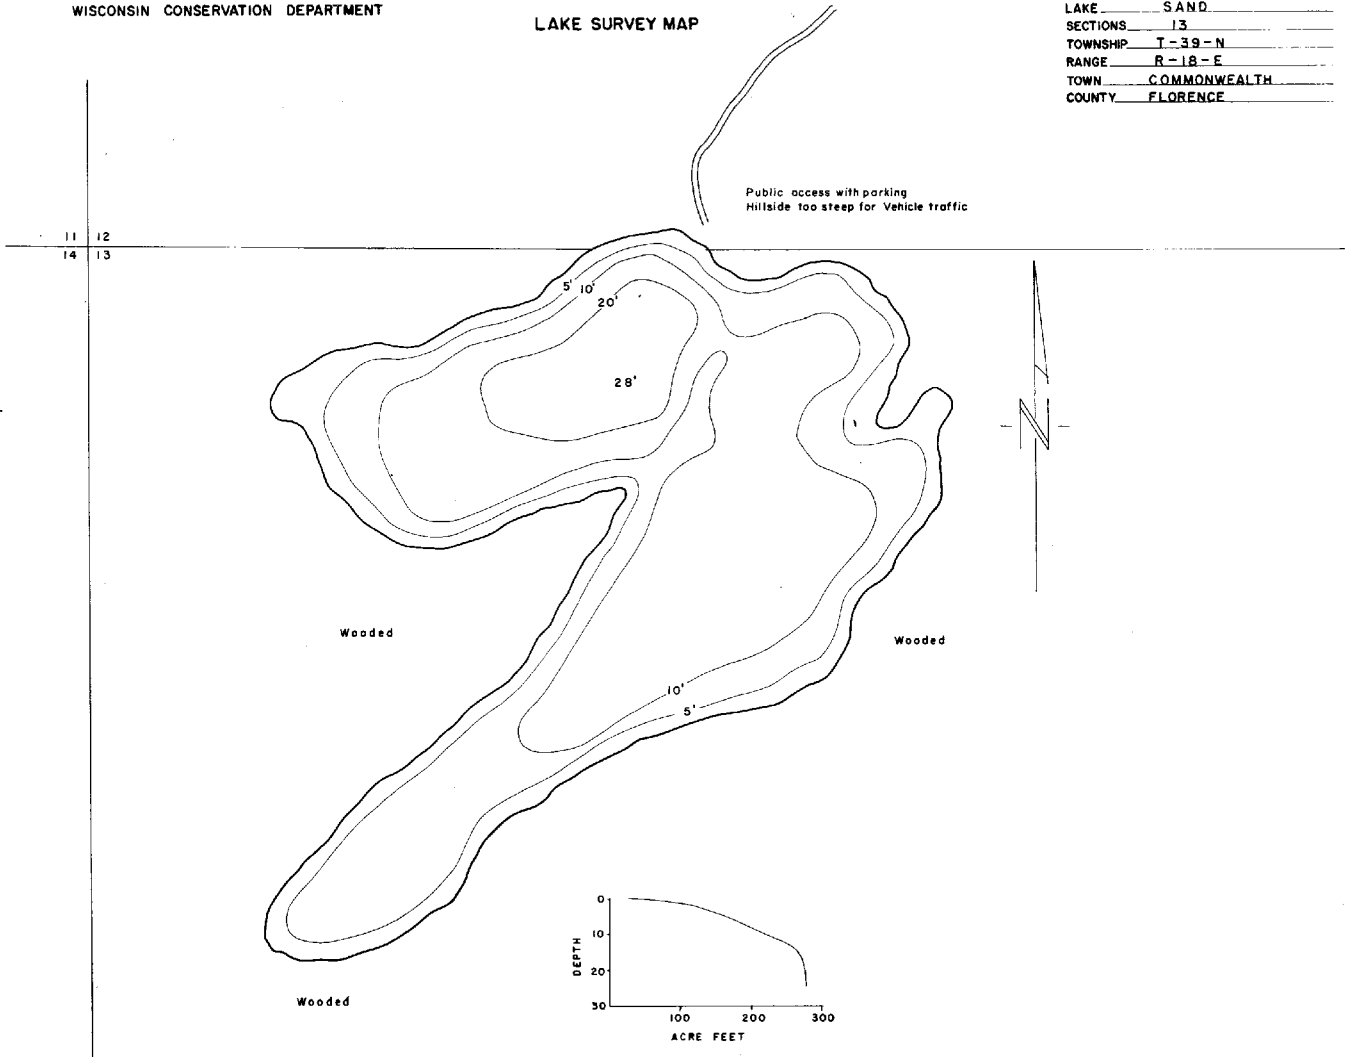 WISCONSIN CONSERVATION DEPARTMENT
LAKE SURVEY MAP
LAKE SAND
SECTIONS 13
TOWNSHIP T-39-N
RANGE R-18-E
TOWN COMMONWEALTH
COUNTY FLORENCE
Public access with parking
Hillside too steep for Vehicle traffic
11 12
14 13
5' 10'
20'
28'
N
Wooded
Wooded
10'
5'
0
10
20
30
DEPTH
100 200 300
ACRE FEET
Wooded